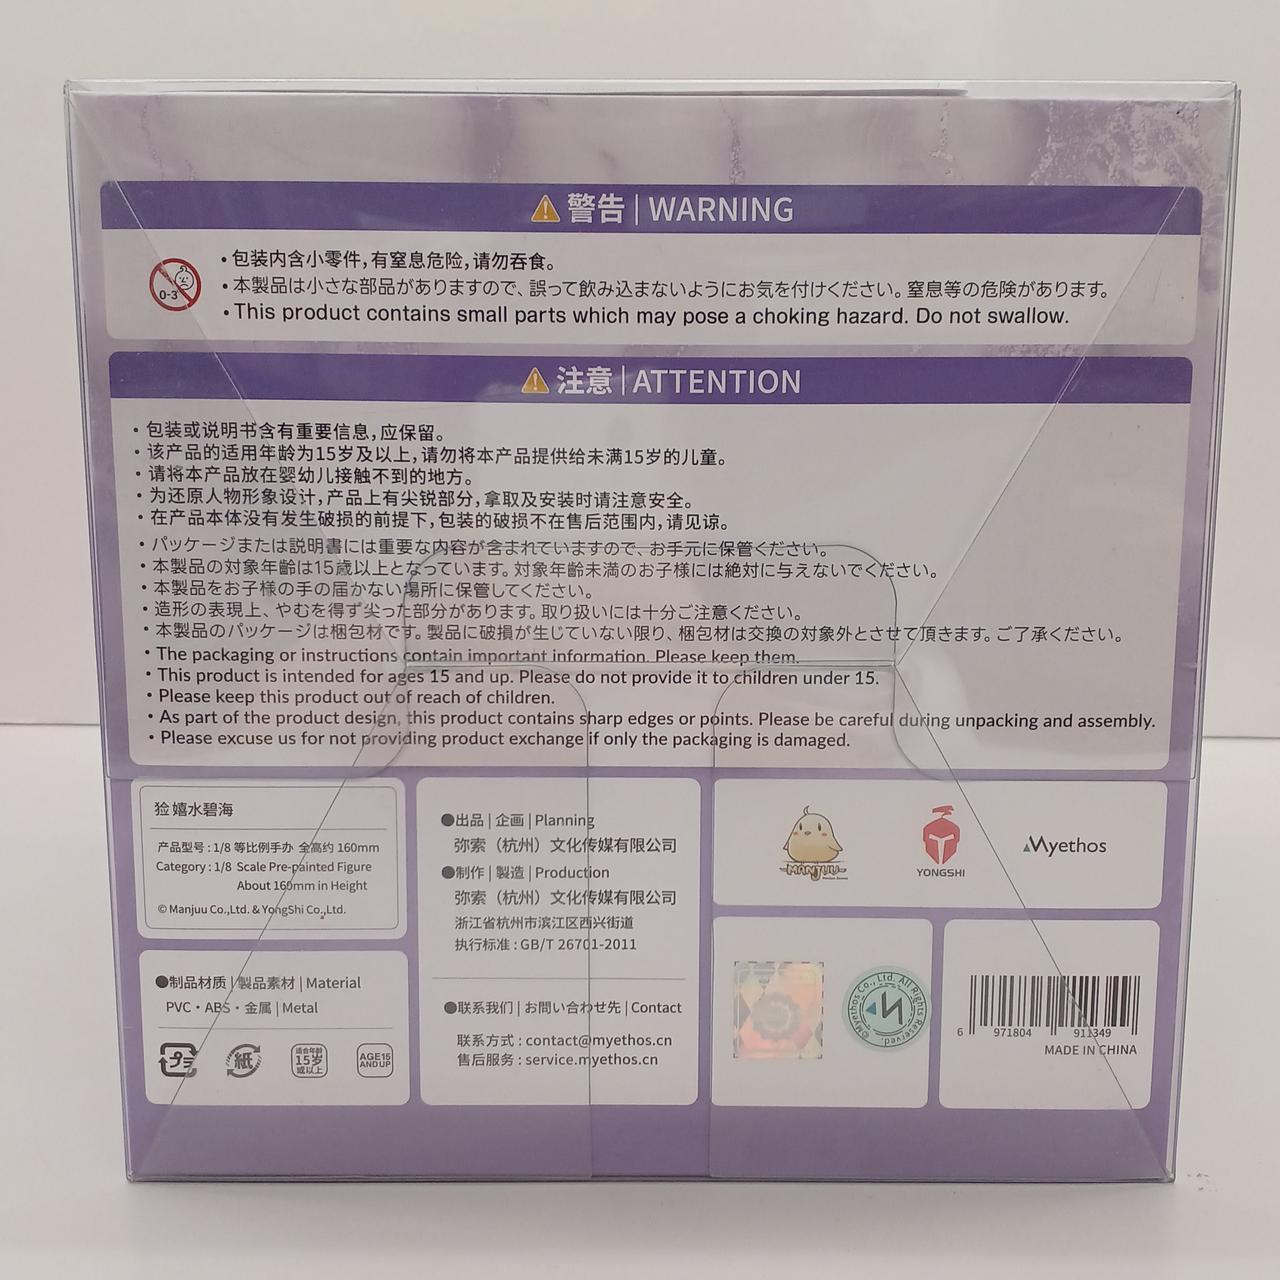 警告 | WARNING
0-3
• 包装内含小零件,有窒息危险,请勿吞食。
• 本製品は小さな部品がありますので、誤って飲み込まないようにお気を付けください。窒息等の危険があります。
• This product contains small parts which may pose a choking hazard. Do not swallow.
注意 | ATTENTION
• 包装或说明书含有重要信息,应保留。
• 该产品的适用年龄为15岁及以上,请勿将本产品提供给未满15岁的儿童。
• 请将本产品放在婴幼儿接触不到的地方。
• 为还原人物形象设计,产品上有尖锐部分,拿取及安装时请注意安全。
• 在产品本体没有发生破损的前提下,包装的破损不在售后范围内,请见谅。
• パッケージまたは説明書には重要な内容が含まれていますので、お手元に保管ください。
• 本製品の対象年齢は15歳以上となっています。対象年齢未満のお子様には絶対に与えないでください。
• 本製品をお子様の手の届かない場所に保管してください。
• 造形の表現上、やむを得ず尖った部分があります。取り扱いには十分ご注意ください。
• 本製品のパッケージは梱包材です。製品に破損が生じていない限り、梱包材は交換の対象外とさせて頂きます。ご了承ください。
• The packaging or instructions contain important information. Please keep them.
• This product is intended for ages 15 and up. Please do not provide it to children under 15.
• Please keep this product out of reach of children.
• As part of the product design, this product contains sharp edges or points. Please be careful during unpacking and assembly.
• Please excuse us for not providing product exchange if only the packaging is damaged.
猃 嬉水碧海
产品型号 : 1/8 等比例手办 全高约 160mm
Category : 1/8 Scale Pre-painted Figure
About 160mm in Height
© Manjuu Co.,Ltd. & YongShi Co.,Ltd.
●制品材质 | 製品素材 | Material
PVC・ABS・金属 | Metal
プラ
紙
适合年龄
15岁
或以上
AGE 15
AND UP
●出品 | 企画 | Planning
弥索（杭州）文化传媒有限公司
●制作 | 製造 | Production
弥索（杭州）文化传媒有限公司
浙江省杭州市滨江区西兴街道
执行标准 : GB/T 26701-2011
●联系我们 | お問い合わせ先 | Contact
联系方式 : contact@myethos.cn
售后服务 : service.myethos.cn
MANJUU
YONGSHI
Myethos
©Myethos Co., Ltd. All Rights Reserved.
6 971804 911349
MADE IN CHINA